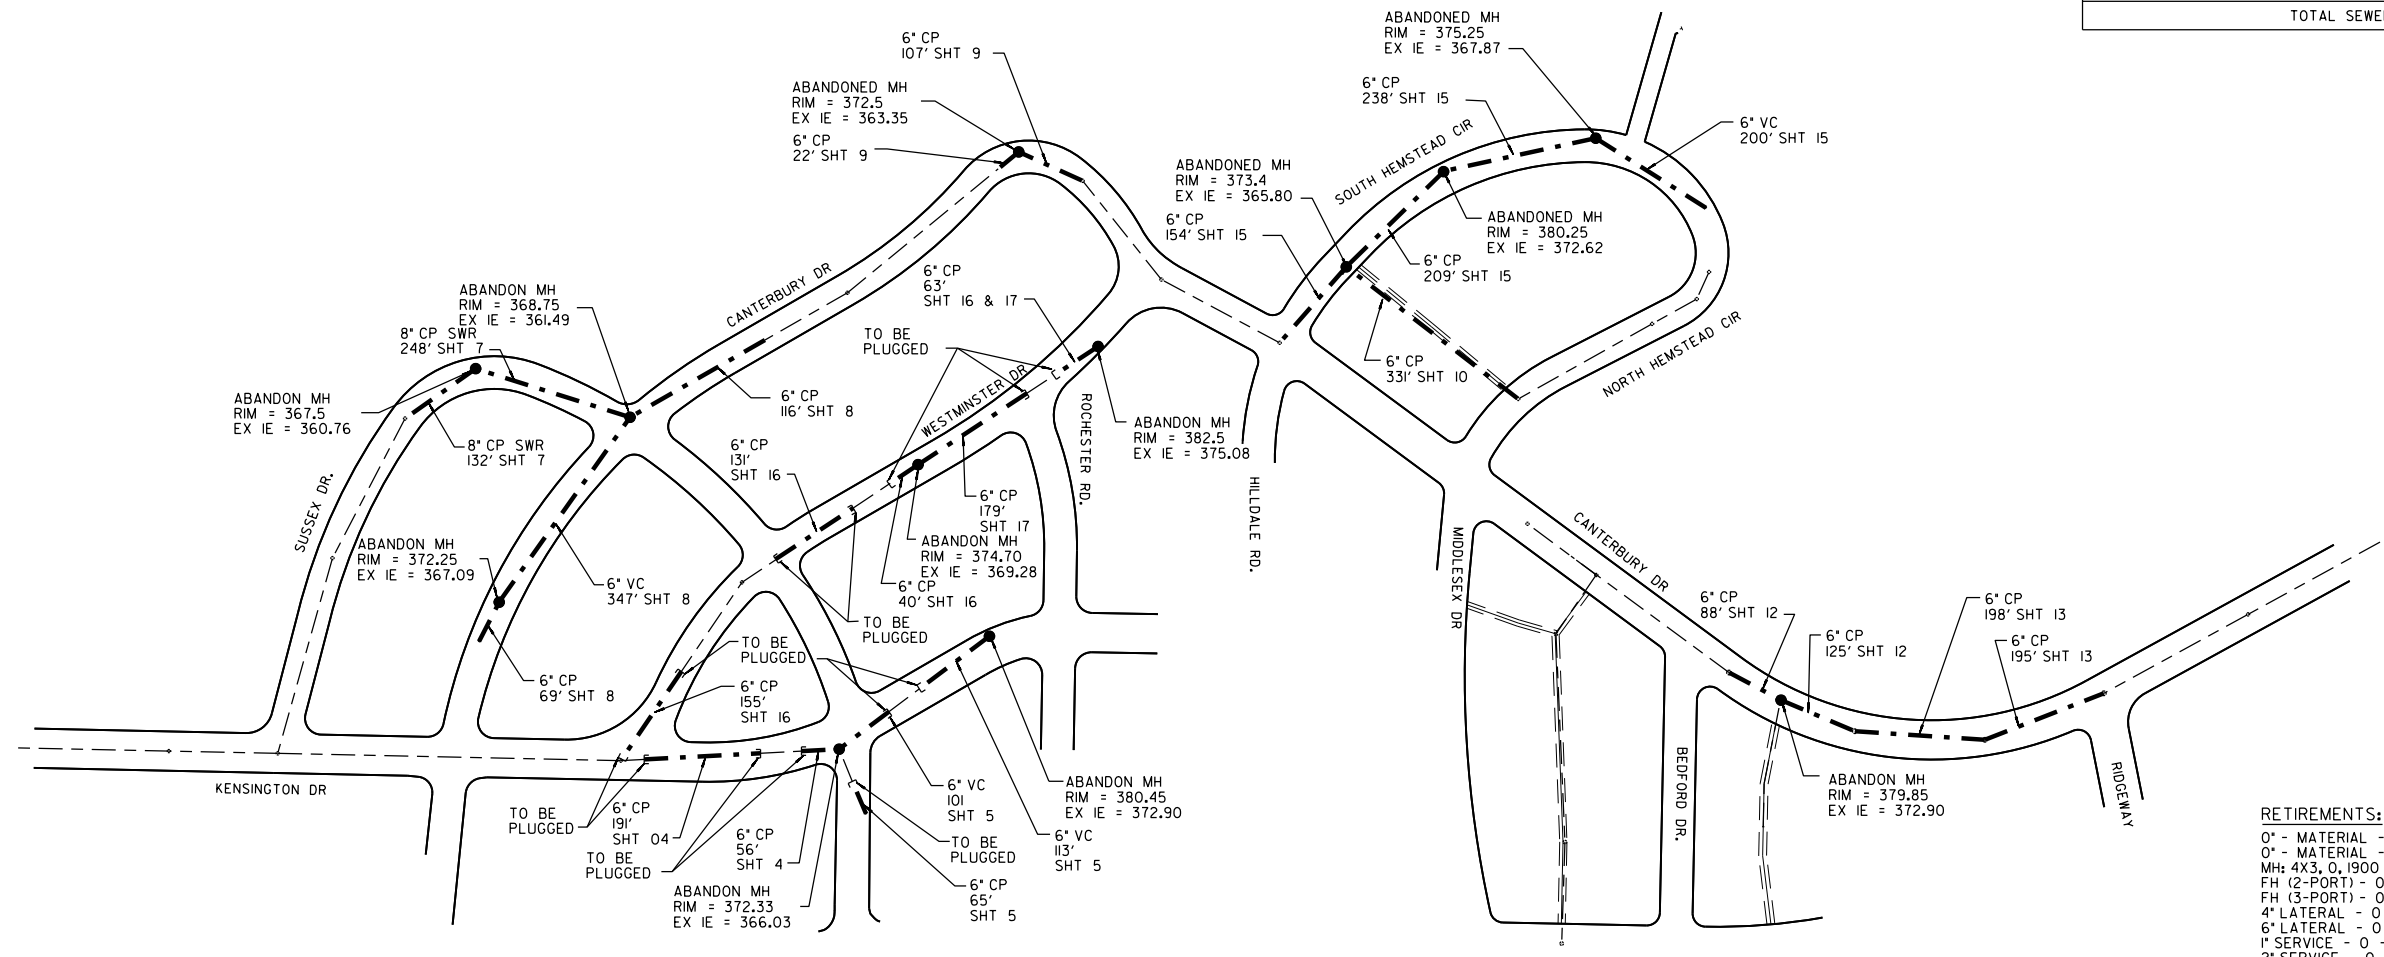 TOTAL SEWE
6" CP
107' SHT 9
ABANDONED MH
RIM = 372.5
EX IE = 363.35
6" CP
22' SHT 9
ABANDONED MH
RIM = 375.25
EX IE = 367.87
6" CP
238' SHT 15
6" VC
200' SHT 15
SOUTH HEMSTEAD CIR
ABANDONED MH
RIM = 373.4
EX IE = 365.80
6" CP
154' SHT 15
ABANDONED MH
RIM = 380.25
EX IE = 372.62
6" CP
209' SHT 15
6" CP
331' SHT 10
NORTH HEMSTEAD CIR
CANTERBURY DR
6" CP
63'
SHT 16 & 17
TO BE
PLUGGED
ABANDON MH
RIM = 368.75
EX IE = 361.49
8" CP SWR
248' SHT 7
ABANDON MH
RIM = 367.5
EX IE = 360.76
8" CP SWR
132' SHT 7
6" CP
116' SHT 8
WESTMINSTER DR
ROCHESTER RD.
ABANDON MH
RIM = 382.5
EX IE = 375.08
HILLDALE RD.
6" CP
131'
SHT 16
6" CP
179'
SHT 17
ABANDON MH
RIM = 374.70
EX IE = 369.28
6" CP
40' SHT 16
TO BE
PLUGGED
SUSSEX DR.
ABANDON MH
RIM = 372.25
EX IE = 367.09
6" VC
347' SHT 8
6" CP
69' SHT 8
TO BE
PLUGGED
6" CP
155'
SHT 16
MIDDLESEX DR
CANTERBURY DR
6" CP
88' SHT 12
6" CP
125' SHT 12
6" CP
198' SHT 13
6" CP
195' SHT 13
ABANDON MH
RIM = 379.85
EX IE = 372.90
BEDFORD DR.
RIDGEWAY
KENSINGTON DR
TO BE
PLUGGED
6" CP
191'
SHT 04
TO BE
PLUGGED
6" CP
56'
SHT 4
ABANDON MH
RIM = 372.33
EX IE = 366.03
6" VC
101
SHT 5
TO BE
PLUGGED
6" CP
65'
SHT 5
ABANDON MH
RIM = 380.45
EX IE = 372.90
6" VC
113'
SHT 5
RETIREMENTS:
0" - MATERIAL -
0" - MATERIAL -
MH: 4X3, 0, 1900
FH (2-PORT) - 0
FH (3-PORT) - 0
4" LATERAL - 0
6" LATERAL - 0
1" SERVICE - 0 -